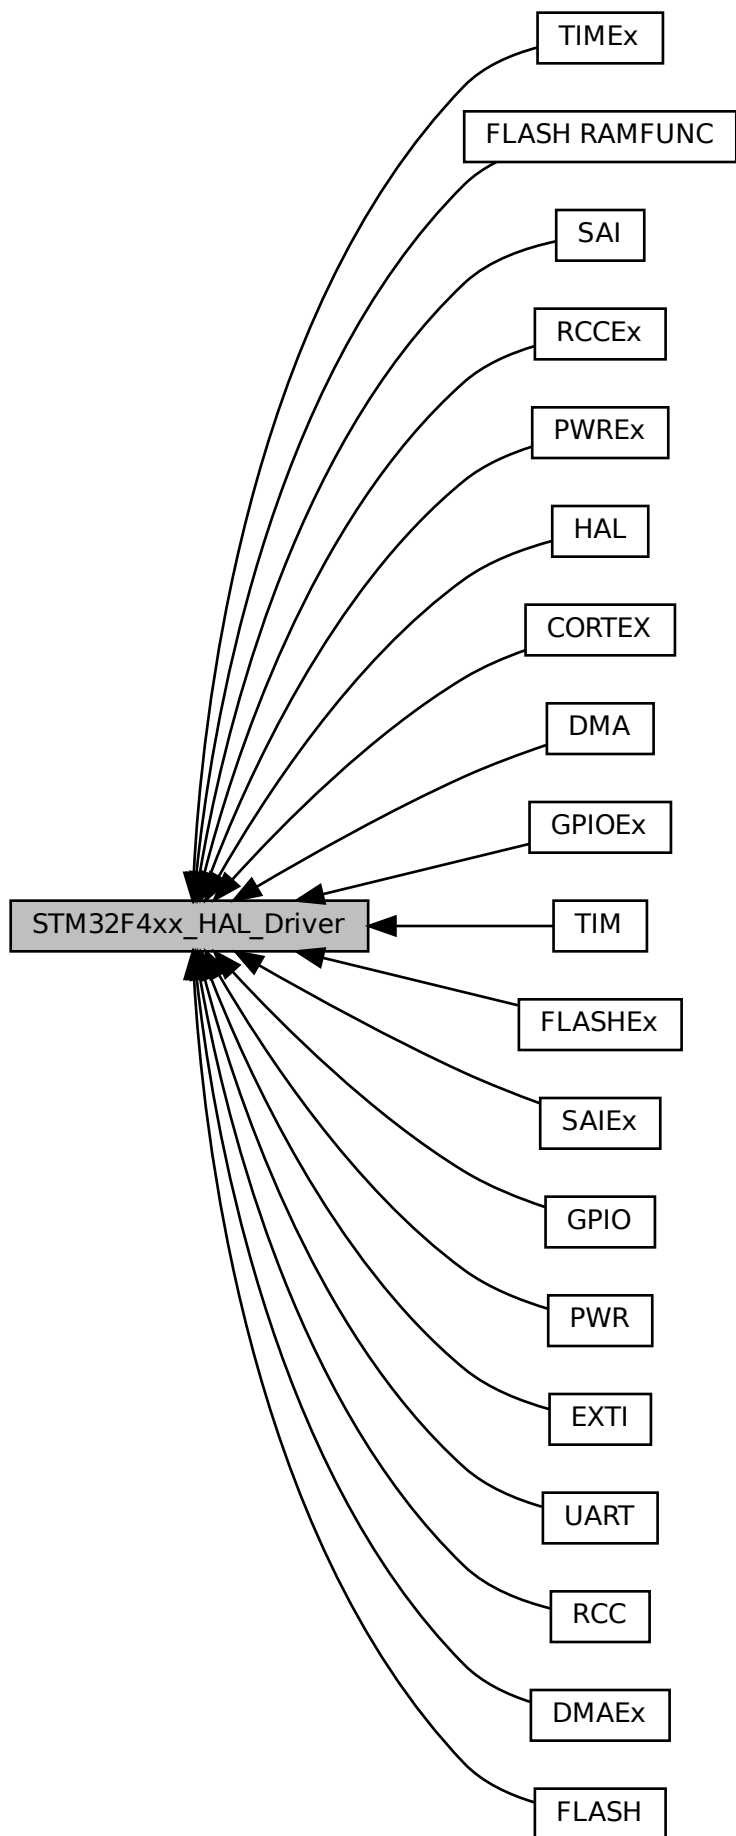 TIMEx
FLASH RAMFUNC
SAI
RCCEx
PWREx
HAL
CORTEX
DMA
GPIOEx
STM32F4xx_HAL_Driver
TIM
FLASHEx
SAIEx
GPIO
PWR
EXTI
UART
RCC
DMAEx
FLASH